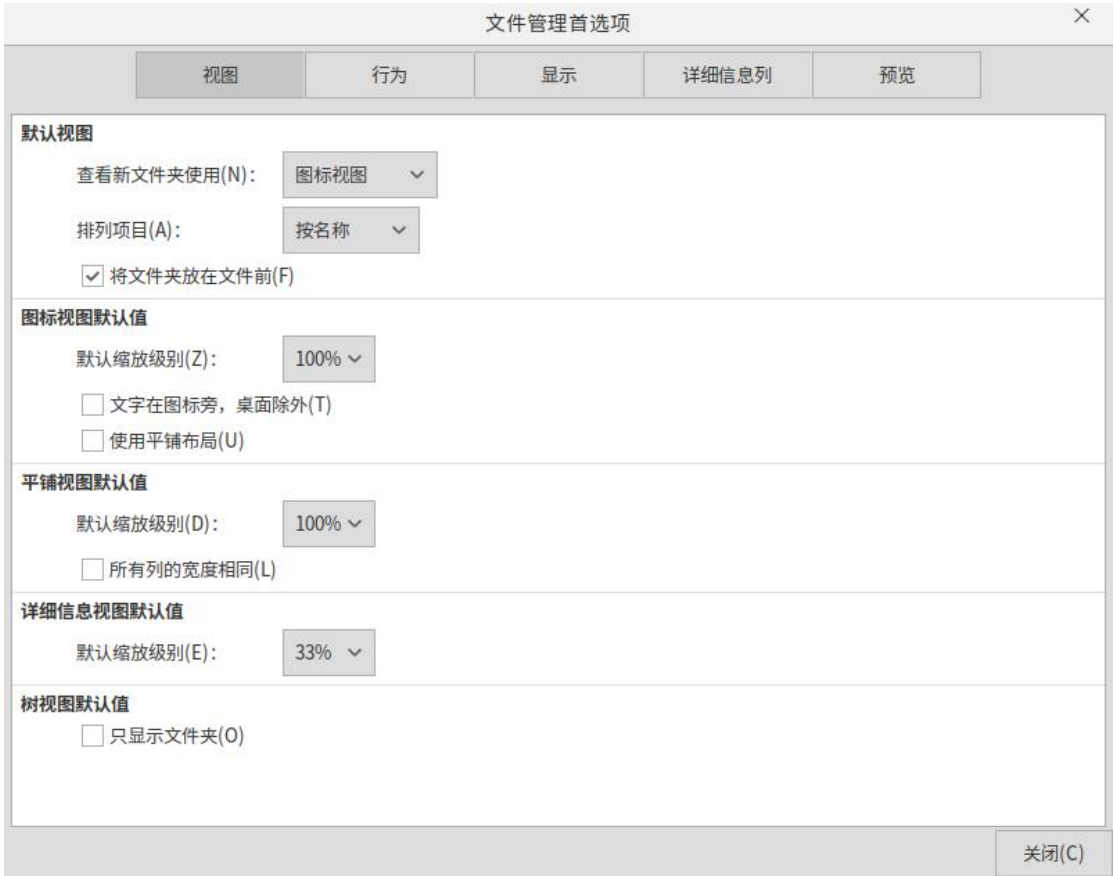 文件管理首选项
视图 行为 显示 详细信息列 预览
默认视图
查看新文件夹使用(N)： 图标视图
排列项目(A)： 按名称
将文件夹放在文件前(F)
图标视图默认值
默认缩放级别(Z)： 100%
文字在图标旁，桌面除外(T)
使用平铺布局(U)
平铺视图默认值
默认缩放级别(D)： 100%
所有列的宽度相同(L)
详细信息视图默认值
默认缩放级别(E)： 33%
树视图默认值
只显示文件夹(O)
关闭(C)